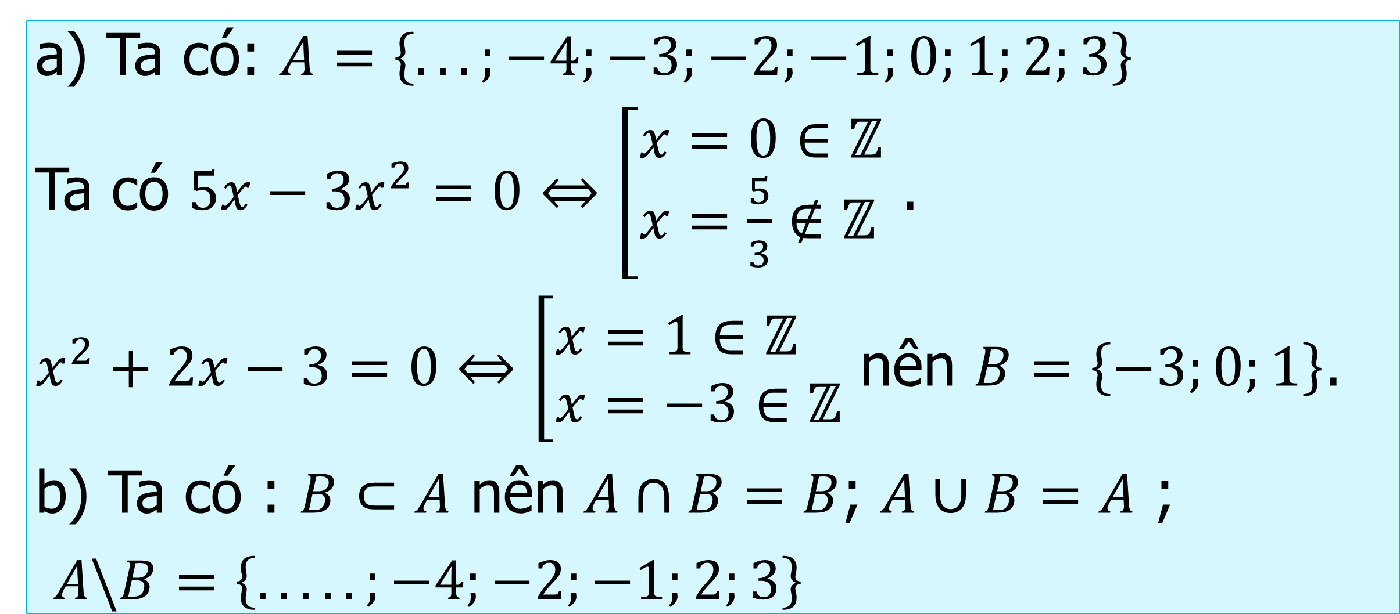 a) Ta có: A = {...; −4; −3; −2; −1; 0; 1; 2; 3}
Ta có 5x − 3x² = 0 ⇔ [x = 0 ∈ ℤ
x = 5/3 ∉ ℤ .
x² + 2x − 3 = 0 ⇔ [x = 1 ∈ ℤ
x = −3 ∈ ℤ nên B = {−3; 0; 1}.
b) Ta có : B ⊂ A nên A ∩ B = B; A ∪ B = A ;
A\B = {.....; −4; −2; −1; 2; 3}